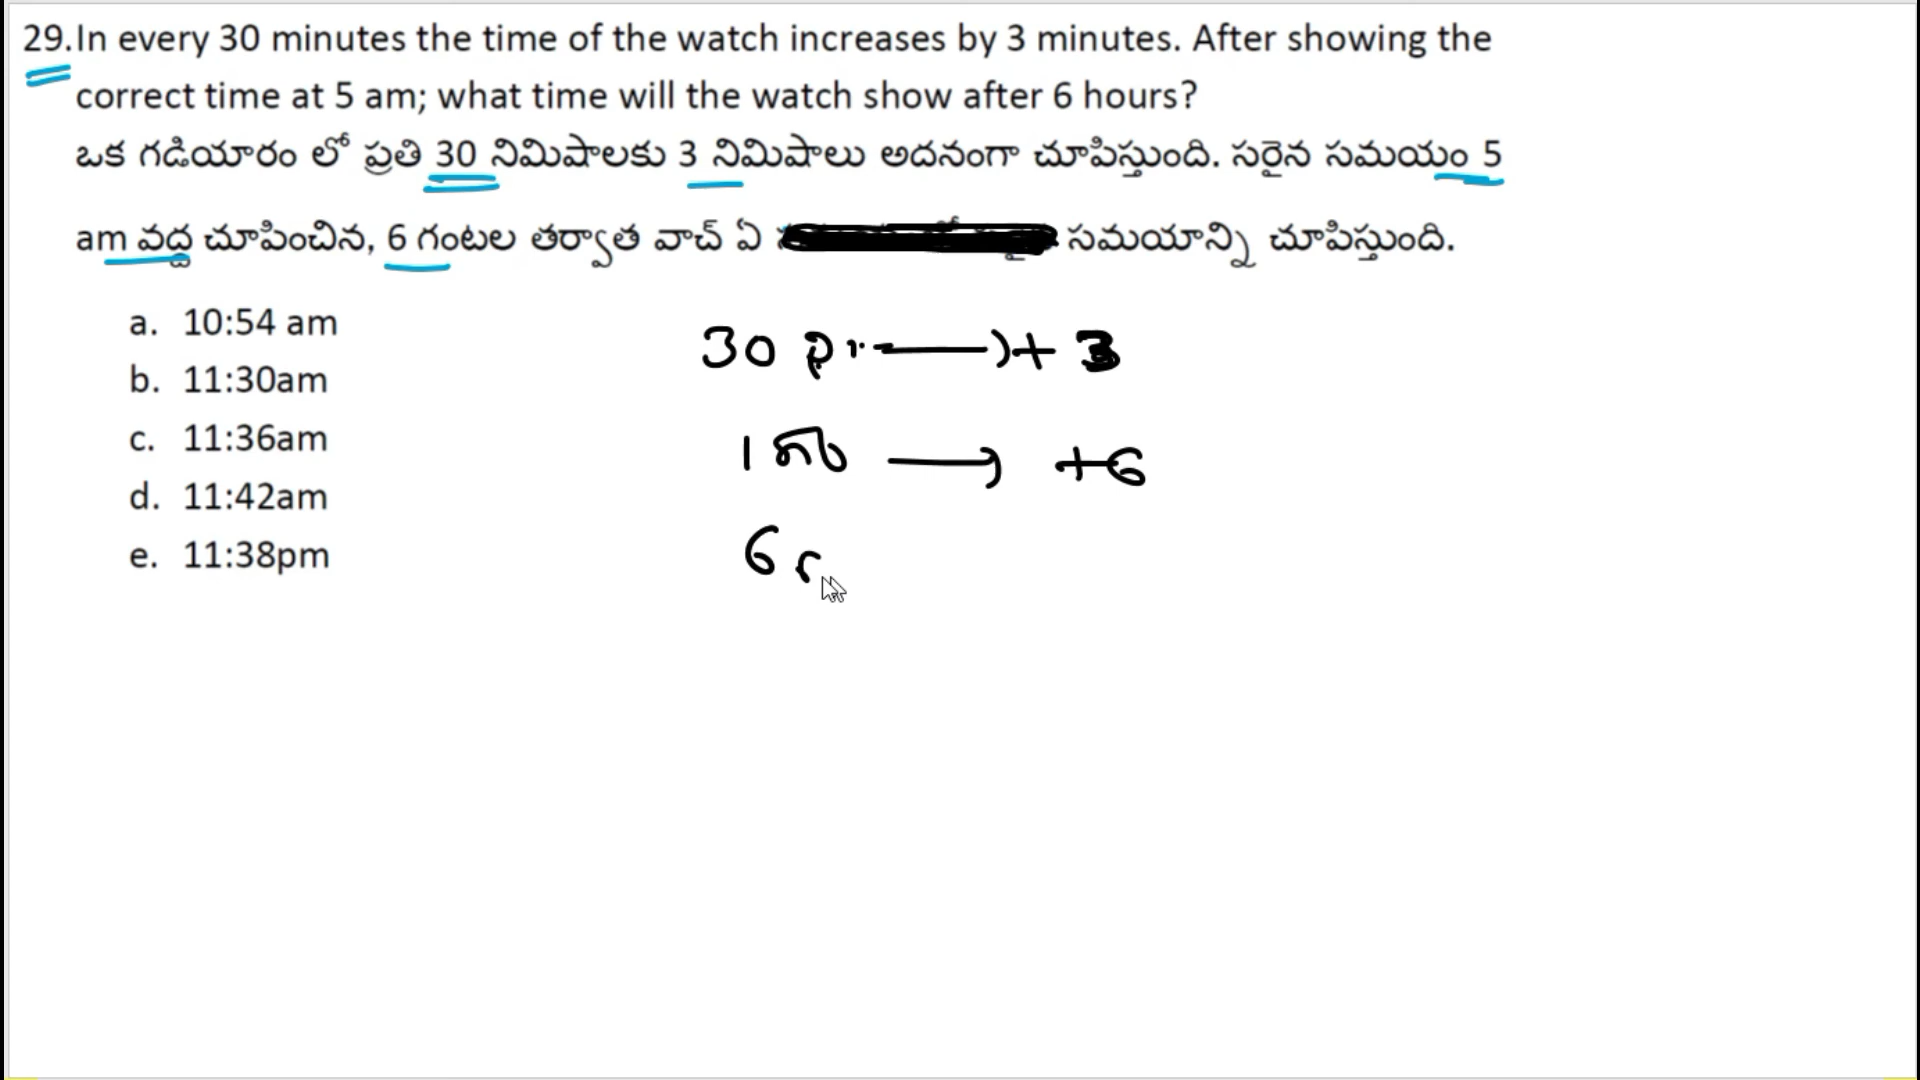 29. In every 30 minutes the time of the watch increases by 3 minutes. After showing the
correct time at 5 am; what time will the watch show after 6 hours?
ఒక గడియారం లో ప్రతి 30 నిమిషాలకు 3 నిమిషాలు అదనంగా చూపిస్తుంది. సరైన సమయం 5
am వద్ద చూపించిన, 6 గంటల తర్వాత వాచ్ ఏ సమయాన్ని చూపిస్తుంది.
a. 10:54 am
b. 11:30am
c. 11:36am
d. 11:42am
e. 11:38pm
30 → + 3
1 → +6
6